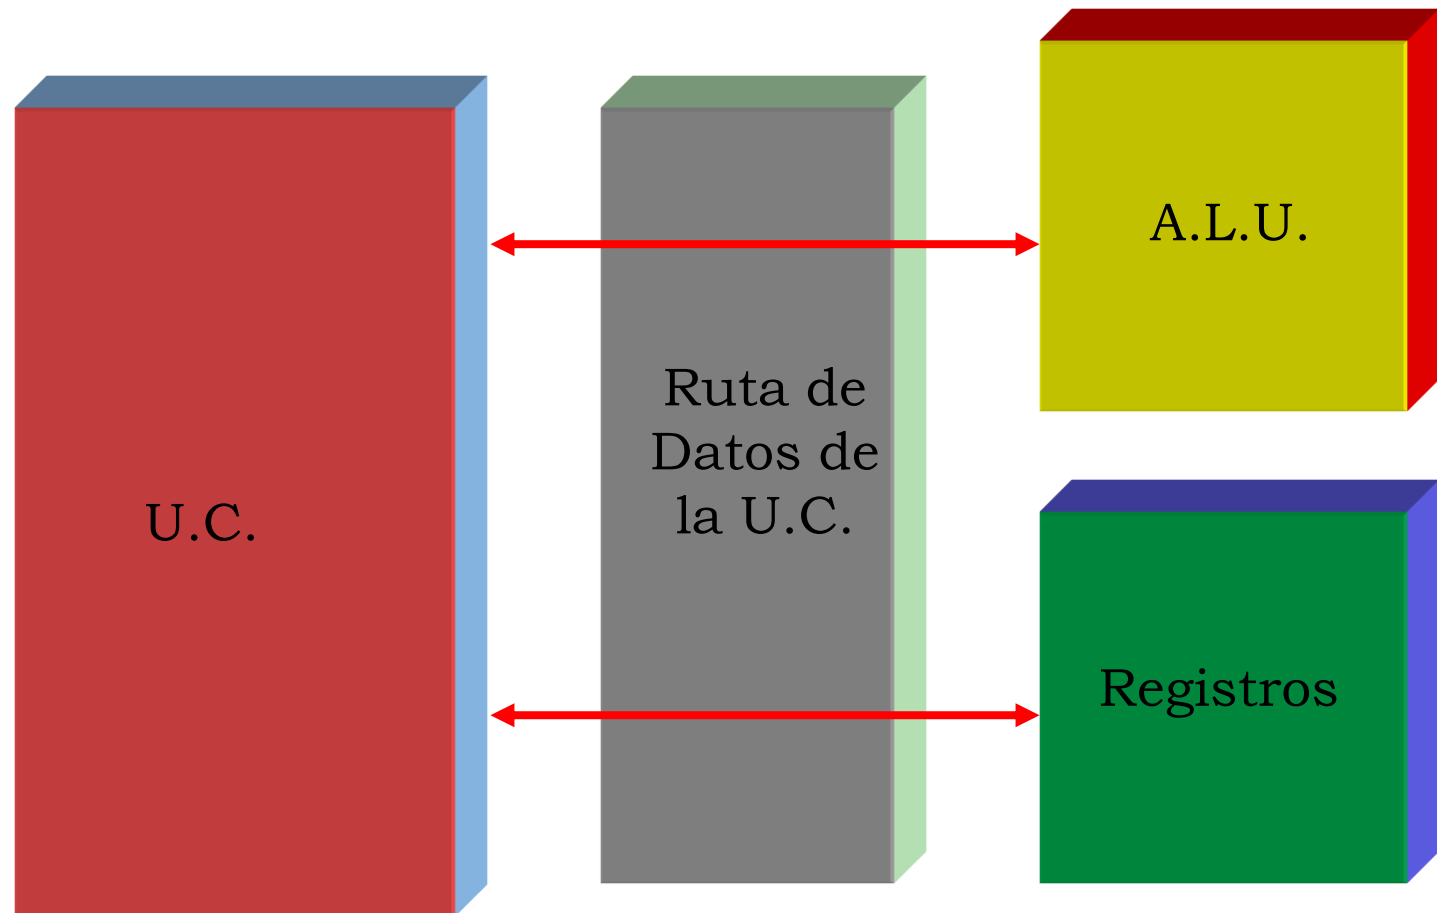 U.C.
Ruta de
Datos de
la U.C.
A.L.U.
Registros